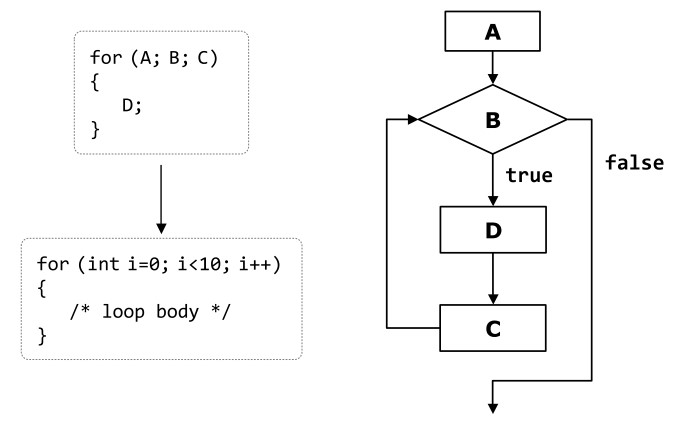 for (A; B; C)
{
D;
}
for (int i=0; i<10; i++)
{
/* loop body */
}
A
B
true
false
D
C